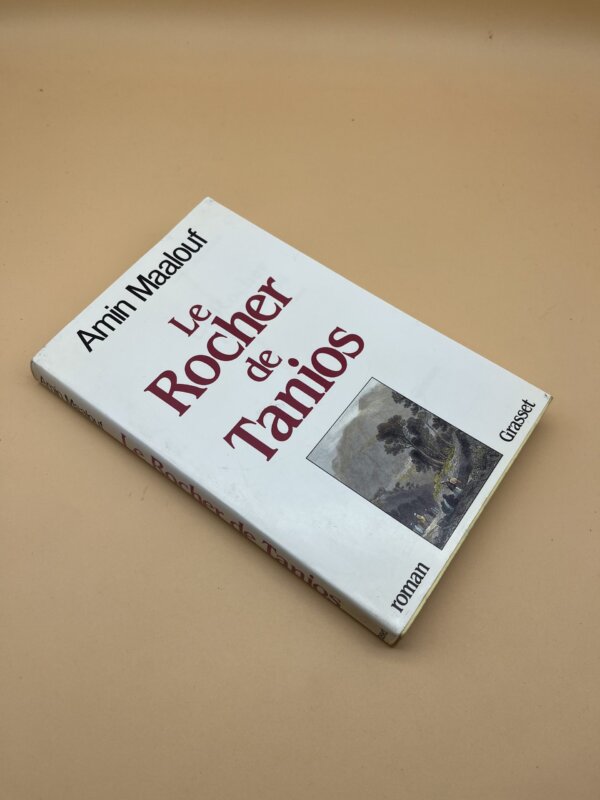 Amin Maalouf
Le
Rocher
de
Tanios
roman
Grasset
Amin Maalouf
Le Rocher de Tanios